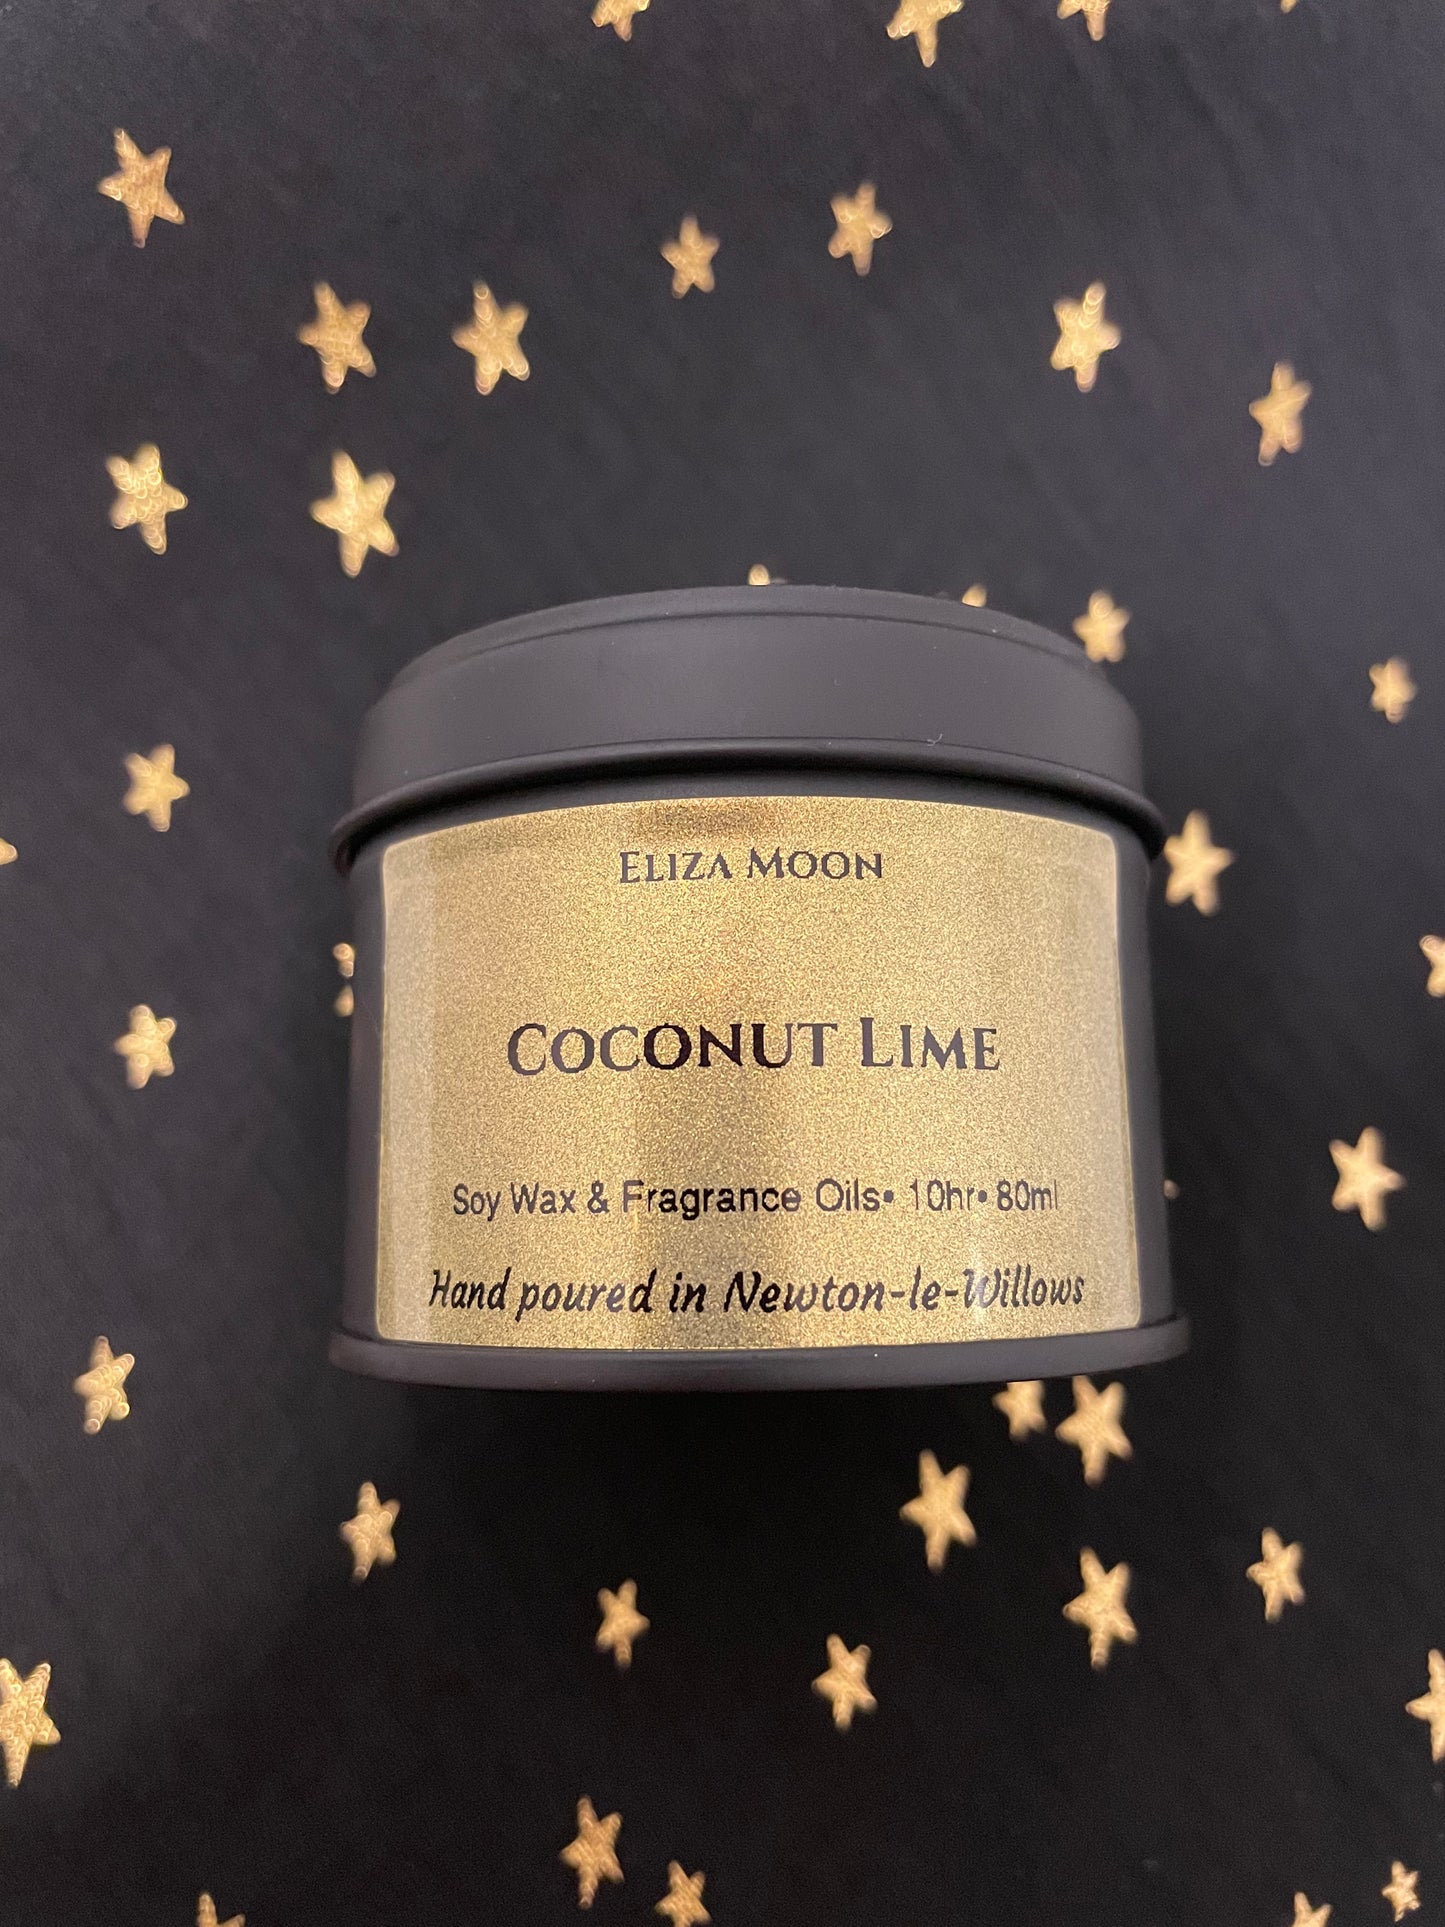 Eliza Moon
Coconut Lime
Soy Wax & Fragrance Oils• 10hr• 80ml
Hand poured in Newton-le-Willows